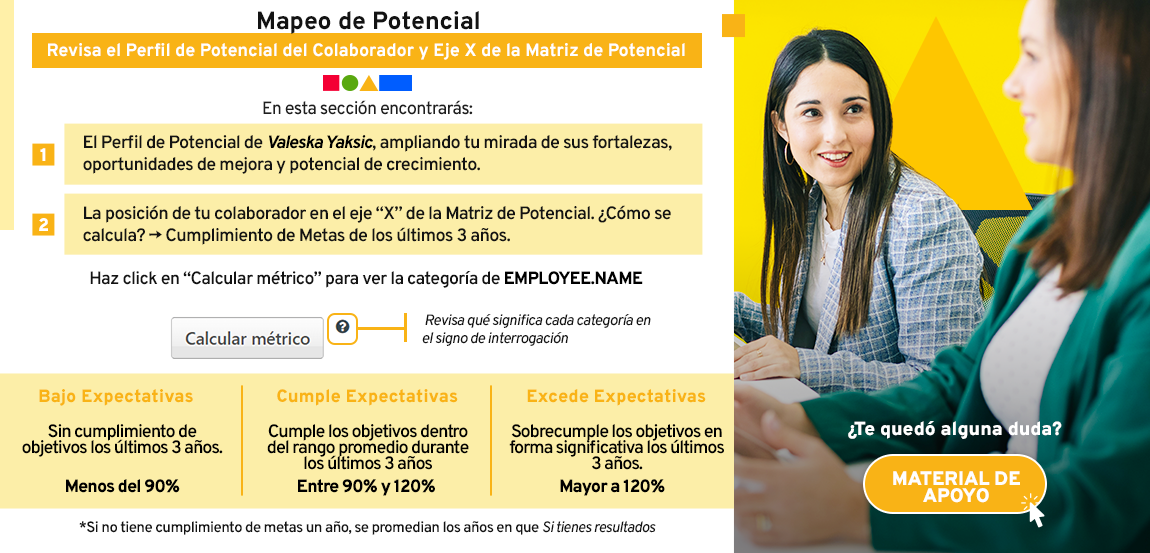 Mapeo de Potencial
Revisa el Perfil de Potencial del Colaborador y Eje X de la Matriz de Potencial
En esta sección encontrarás:
1
El Perfil de Potencial de Valeska Yaksic, ampliando tu mirada de sus fortalezas,
oportunidades de mejora y potencial de crecimiento.
2
La posición de tu colaborador en el eje “X” de la Matriz de Potencial. ¿Cómo se
calcula? → Cumplimiento de Metas de los últimos 3 años.
Haz click en “Calcular métrico” para ver la categoría de EMPLOYEE.NAME
Calcular métrico
?
Revisa qué significa cada categoría en
el signo de interrogación
Bajo Expectativas
Sin cumplimiento de
objetivos los últimos 3 años.
Menos del 90%
Cumple Expectativas
Cumple los objetivos dentro
del rango promedio durante
los últimos 3 años
Entre 90% y 120%
Excede Expectativas
Sobrecumple los objetivos en
forma significativa los últimos
3 años.
Mayor a 120%
*Si no tiene cumplimiento de metas un año, se promedian los años en que Si tienes resultados
¿Te quedó alguna duda?
MATERIAL DE
APOYO